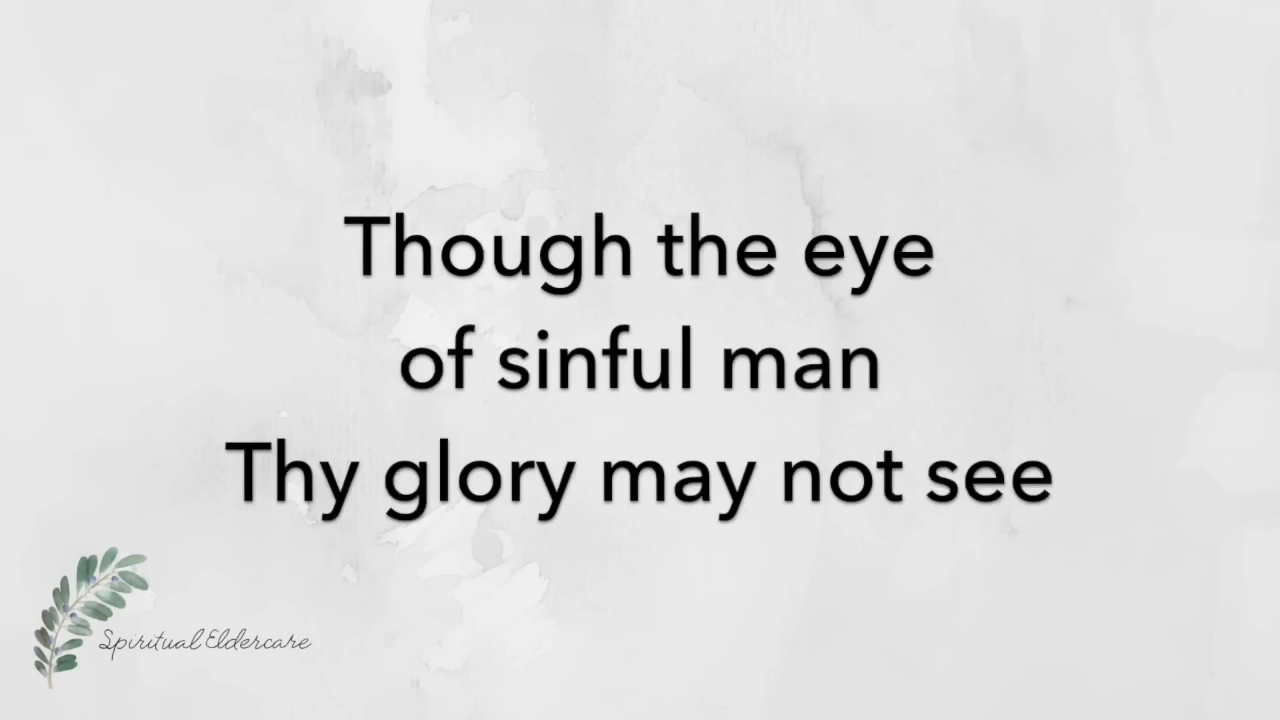 Though the eye
of sinful man
Thy glory may not see
Spiritual Eldercare